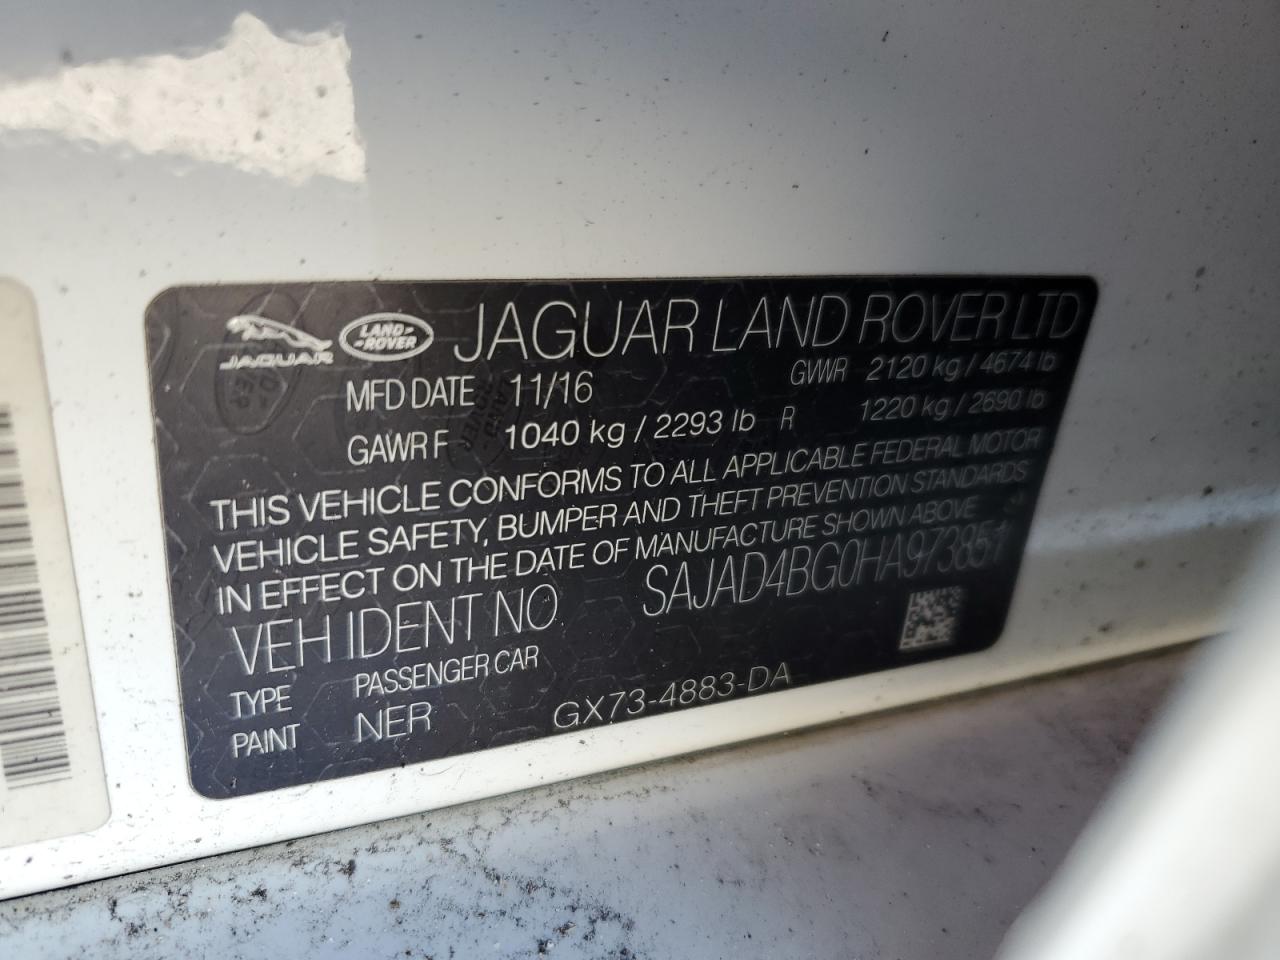 JAGUAR LAND-ROVER JAGUAR LAND ROVER LTD
MFD DATE 11/16 GVWR 2120 kg / 4674 lb
GAWR F 1040 kg / 2293 lb R 1220 kg / 2690 lb
THIS VEHICLE CONFORMS TO ALL APPLICABLE FEDERAL MOTOR
VEHICLE SAFETY, BUMPER AND THEFT PREVENTION STANDARDS
IN EFFECT ON THE DATE OF MANUFACTURE SHOWN ABOVE
VEH IDENT NO SAJAD4BG0HA973851
TYPE PASSENGER CAR
PAINT NER GX73-4883-DA